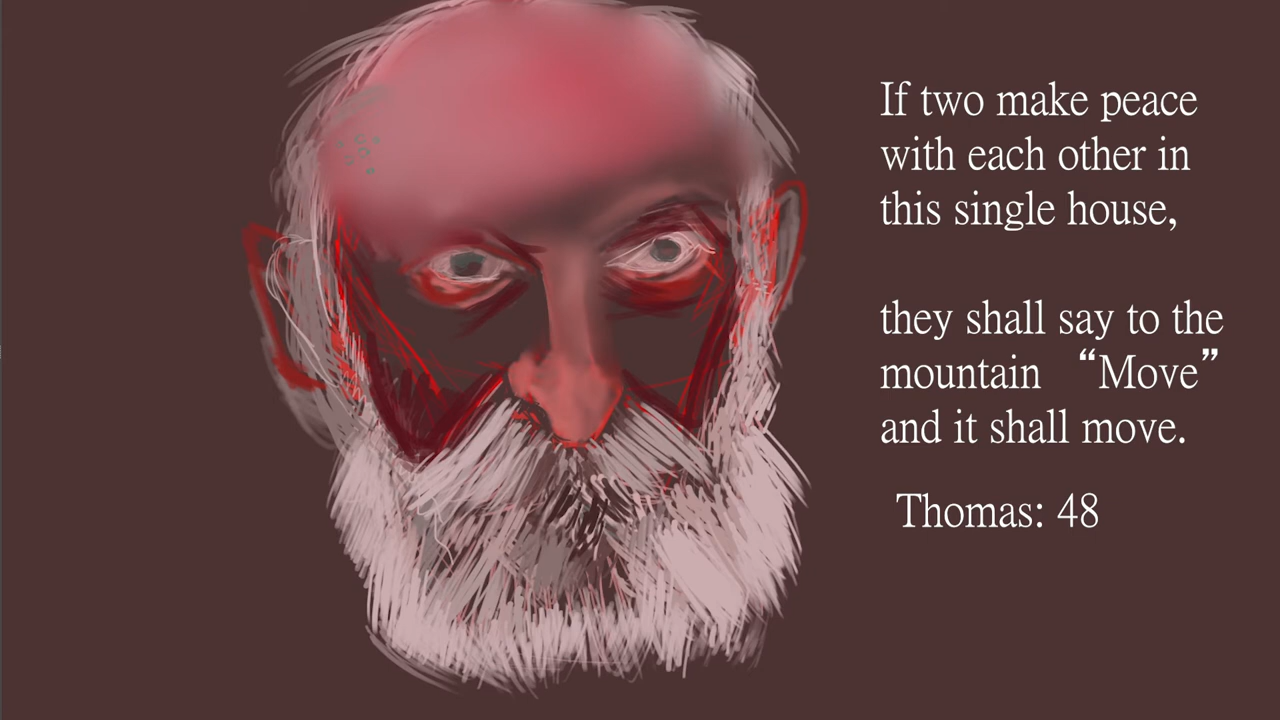 If two make peace
with each other in
this single house,
they shall say to the
mountain “Move”
and it shall move.
Thomas: 48